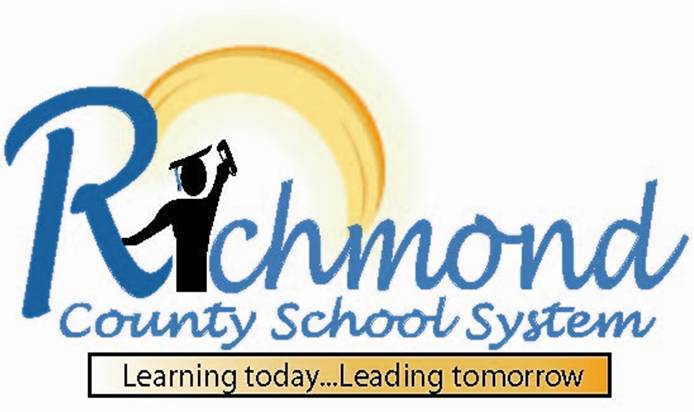 Richmond
County School System
Learning today...Leading tomorrow